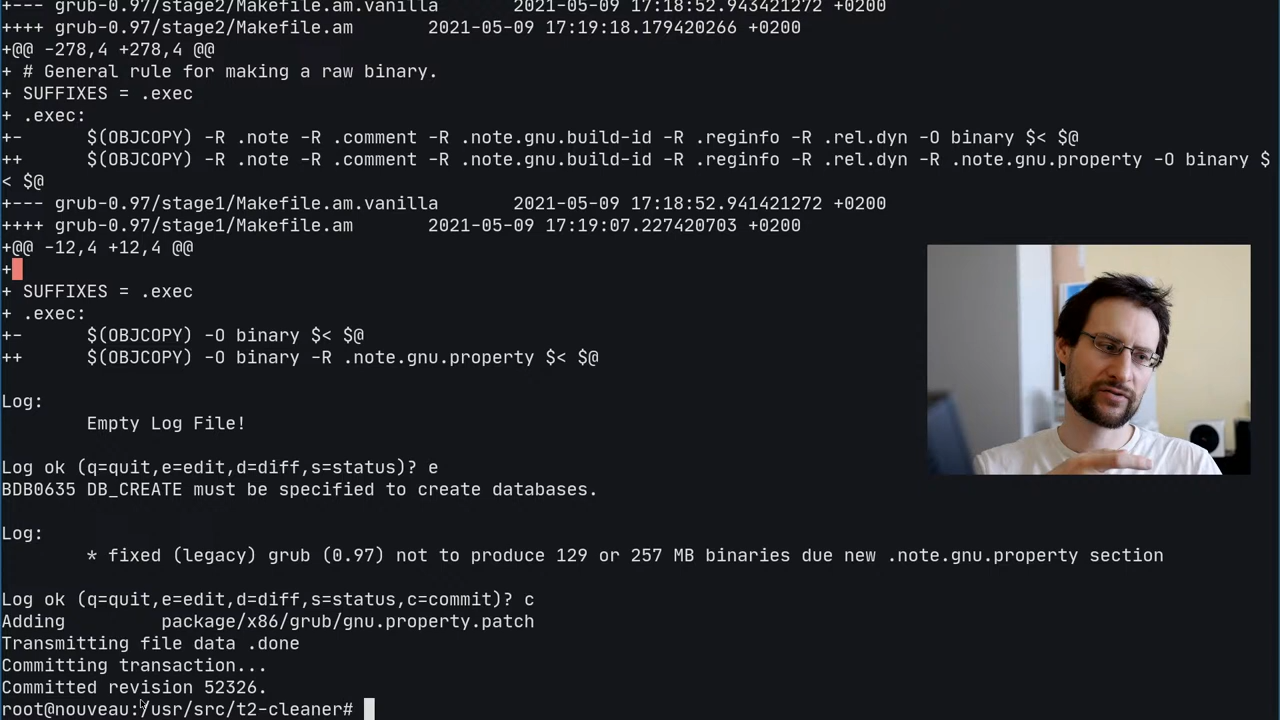 +--- grub-0.97/stage2/Makefile.am.vanilla 2021-05-09 17:18:52.943421272 +0200
++++ grub-0.97/stage2/Makefile.am 2021-05-09 17:19:18.179420266 +0200
+@@ -278,4 +278,4 @@
+ # General rule for making a raw binary.
+ SUFFIXES = .exec
+ .exec:
+- $(OBJCOPY) -R .note -R .comment -R .note.gnu.build-id -R .reginfo -R .rel.dyn -O binary $< $@
++ $(OBJCOPY) -R .note -R .comment -R .note.gnu.build-id -R .reginfo -R .rel.dyn -R .note.gnu.property -O binary $
< $@
+--- grub-0.97/stage1/Makefile.am.vanilla 2021-05-09 17:18:52.941421272 +0200
++++ grub-0.97/stage1/Makefile.am 2021-05-09 17:19:07.227420703 +0200
+@@ -12,4 +12,4 @@
+
+ SUFFIXES = .exec
+ .exec:
+- $(OBJCOPY) -O binary $< $@
++ $(OBJCOPY) -O binary -R .note.gnu.property $< $@
Log:
Empty Log File!
Log ok (q=quit,e=edit,d=diff,s=status)? e
BDB0635 DB_CREATE must be specified to create databases.
Log:
* fixed (legacy) grub (0.97) not to produce 129 or 257 MB binaries due new .note.gnu.property section
Log ok (q=quit,e=edit,d=diff,s=status,c=commit)? c
Adding package/x86/grub/gnu.property.patch
Transmitting file data .done
Committing transaction...
Committed revision 52326.
root@nouveau:/usr/src/t2-cleaner#